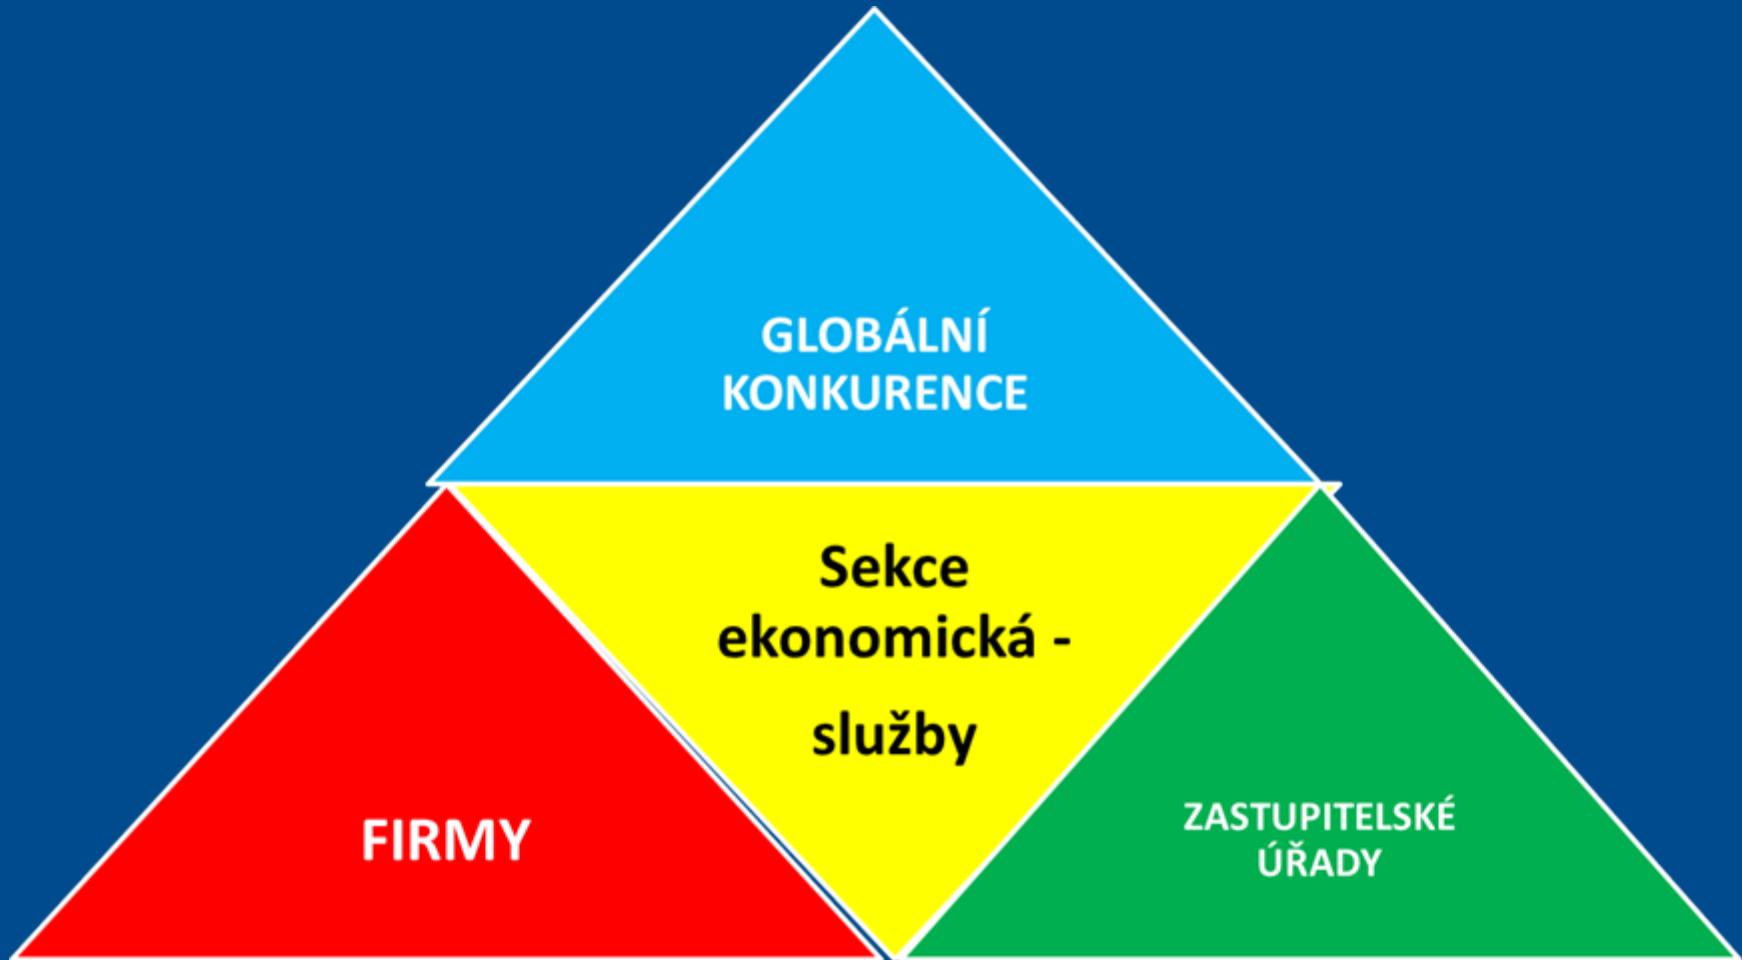 GLOBÁLNÍ
KONKURENCE
Sekce
ekonomická -
služby
FIRMY
ZASTUPITELSKÉ
ÚŘADY